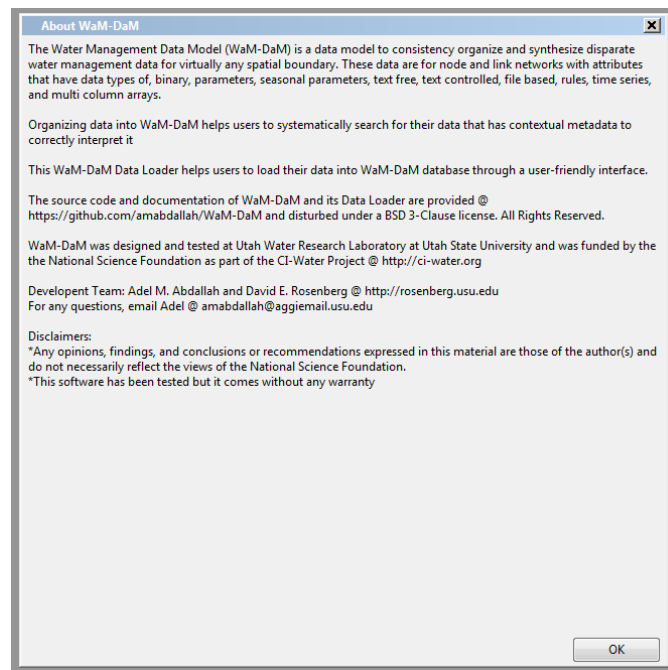 About WaM-DaM
The Water Management Data Model (WaM-DaM) is a data model to consistency organize and synthesize disparate
water management data for virtually any spatial boundary. These data are for node and link networks with attributes
that have data types of, binary, parameters, seasonal parameters, text free, text controlled, file based, rules, time series,
and multi column arrays.
Organizing data into WaM-DaM helps users to systematically search for their data that has contextual metadata to
correctly interpret it
This WaM-DaM Data Loader helps users to load their data into WaM-DaM database through a user-friendly interface.
The source code and documentation of WaM-DaM and its Data Loader are provided @
https://github.com/amabdallah/WaM-DaM and disturbed under a BSD 3-Clause license. All Rights Reserved.
WaM-DaM was designed and tested at Utah Water Research Laboratory at Utah State University and was funded by the
the National Science Foundation as part of the CI-Water Project @ http://ci-water.org
Developent Team: Adel M. Abdallah and David E. Rosenberg @ http://rosenberg.usu.edu
For any questions, email Adel @ amabdallah@aggiemail.usu.edu
Disclaimers:
*Any opinions, findings, and conclusions or recommendations expressed in this material are those of the author(s) and
do not necessarily reflect the views of the National Science Foundation.
*This software has been tested but it comes without any warranty
OK